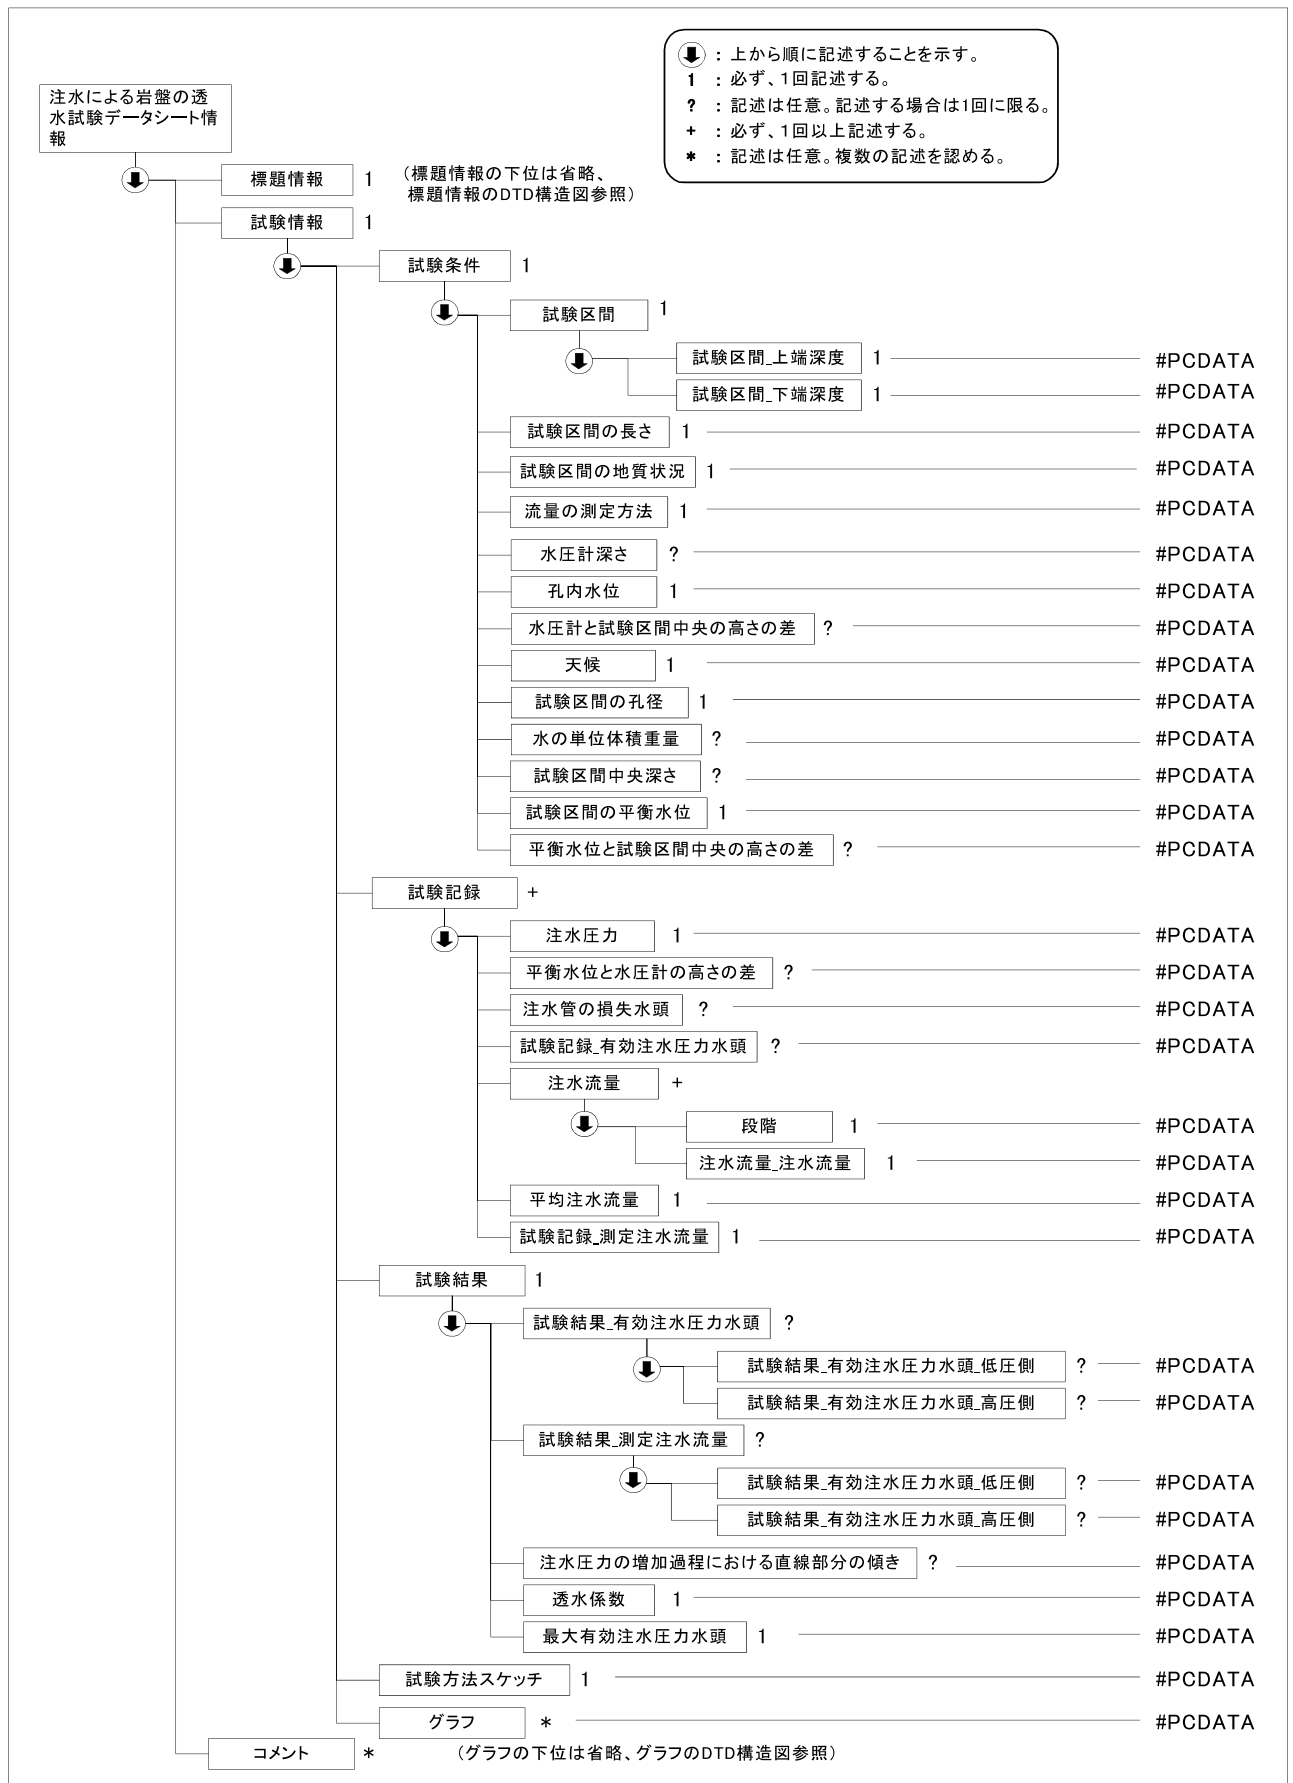 ：上から順に記述することを示す。
1 ：必ず、1回記述する。
? ：記述は任意。記述する場合は1回に限る。
+ ：必ず、1回以上記述する。
* ：記述は任意。複数の記述を認める。
注水による岩盤の透
水試験データシート情
報
標題情報 1 （標題情報の下位は省略、
標題情報のDTD構造図参照）
試験情報 1
試験条件 1
試験区間 1
試験区間_上端深度 1 #PCDATA
試験区間_下端深度 1 #PCDATA
試験区間の長さ 1 #PCDATA
試験区間の地質状況 1 #PCDATA
流量の測定方法 1 #PCDATA
水圧計深さ ? #PCDATA
孔内水位 1 #PCDATA
水圧計と試験区間中央の高さの差 ? #PCDATA
天候 1 #PCDATA
試験区間の孔径 1 #PCDATA
水の単位体積重量 ? #PCDATA
試験区間中央深さ ? #PCDATA
試験区間の平衡水位 1 #PCDATA
平衡水位と試験区間中央の高さの差 ? #PCDATA
試験記録 +
注水圧力 1 #PCDATA
平衡水位と水圧計の高さの差 ? #PCDATA
注水管の損失水頭 ? #PCDATA
試験記録_有効注水圧力水頭 ? #PCDATA
注水流量 +
段階 1 #PCDATA
注水流量_注水流量 1 #PCDATA
平均注水流量 1 #PCDATA
試験記録_測定注水流量 1 #PCDATA
試験結果 1
試験結果_有効注水圧力水頭 ?
試験結果_有効注水圧力水頭_低圧側 ? #PCDATA
試験結果_有効注水圧力水頭_高圧側 ? #PCDATA
試験結果_測定注水流量 ?
試験結果_有効注水圧力水頭_低圧側 ? #PCDATA
試験結果_有効注水圧力水頭_高圧側 ? #PCDATA
注水圧力の増加過程における直線部分の傾き ? #PCDATA
透水係数 1 #PCDATA
最大有効注水圧力水頭 1 #PCDATA
試験方法スケッチ 1 #PCDATA
グラフ * #PCDATA
コメント * （グラフの下位は省略、グラフのDTD構造図参照）